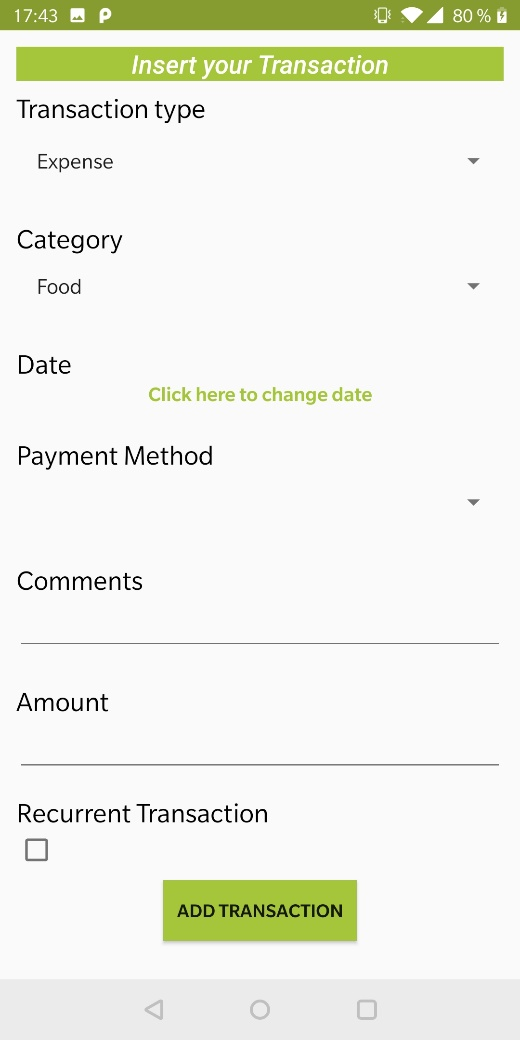 17:43
80 %
Insert your Transaction
Transaction type
Expense
Category
Food
Date
Click here to change date
Payment Method
Comments
Amount
Recurrent Transaction
ADD TRANSACTION